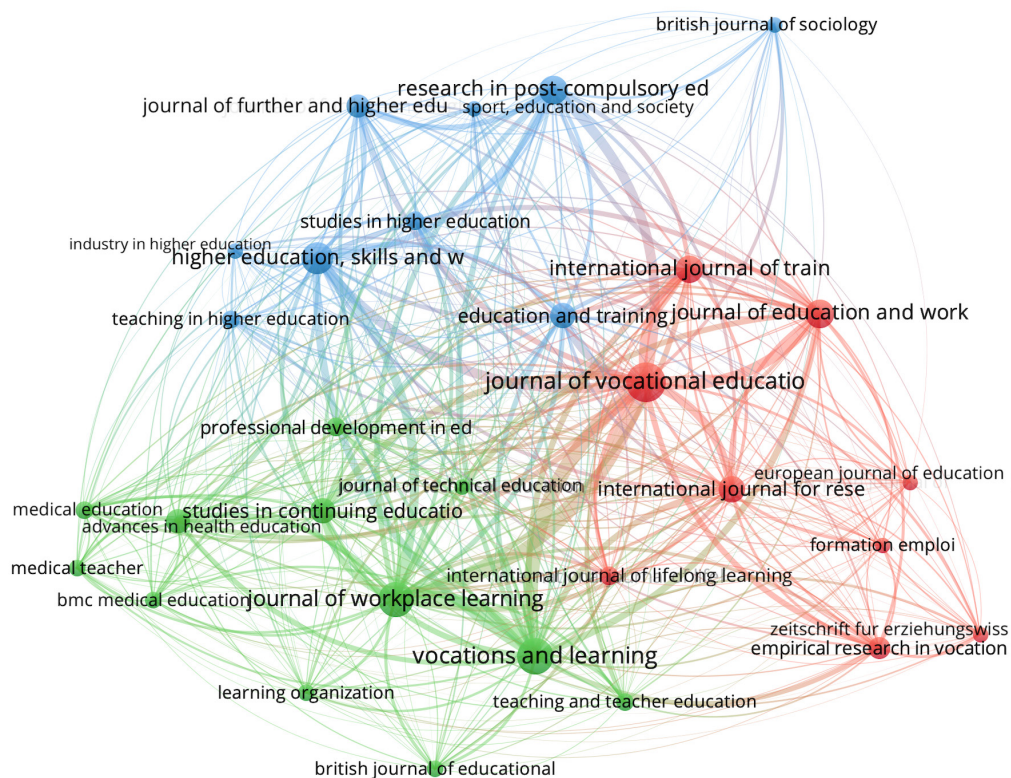 british journal of sociology
research in post-compulsory ed
journal of further and higher edu
sport, education and society
studies in higher education
industry in higher education
higher education, skills and w
international journal of train
teaching in higher education
education and training
journal of education and work
journal of vocational educatio
professional development in ed
european journal of education
journal of technical education
international journal for rese
medical education
studies in continuing educatio
advances in health education
formation emploi
medical teacher
international journal of lifelong learning
bmc medical education
journal of workplace learning
zeitschrift fur erziehungswiss
empirical research in vocation
vocations and learning
learning organization
teaching and teacher education
british journal of educational